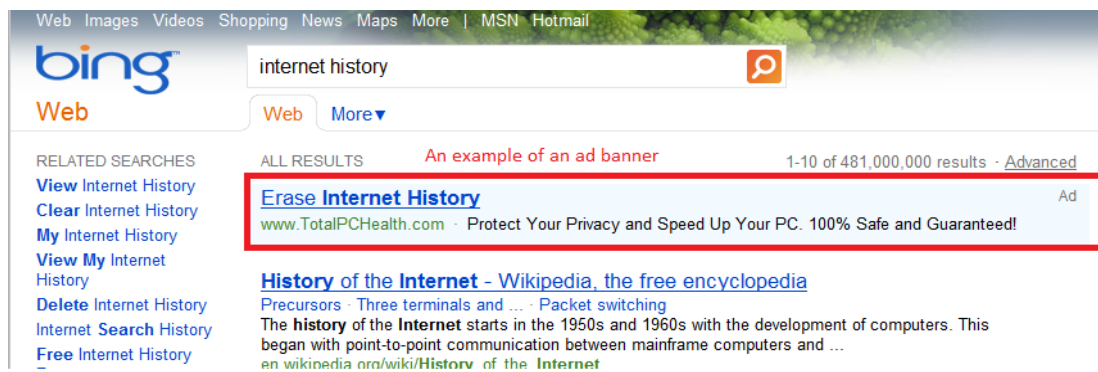 Web Images Videos Shopping News Maps More | MSN Hotmail
bing™
internet history
Web
Web More▼
RELATED SEARCHES
View Internet History
Clear Internet History
My Internet History
View My Internet
History
Delete Internet History
Internet Search History
Free Internet History
ALL RESULTS
An example of an ad banner
1-10 of 481,000,000 results · Advanced
Erase Internet History
Ad
www.TotalPCHealth.com · Protect Your Privacy and Speed Up Your PC. 100% Safe and Guaranteed!
History of the Internet - Wikipedia, the free encyclopedia
Precursors · Three terminals and ... · Packet switching
The history of the Internet starts in the 1950s and 1960s with the development of computers. This
began with point-to-point communication between mainframe computers and ...
en.wikipedia.org/wiki/History_of_the_Internet